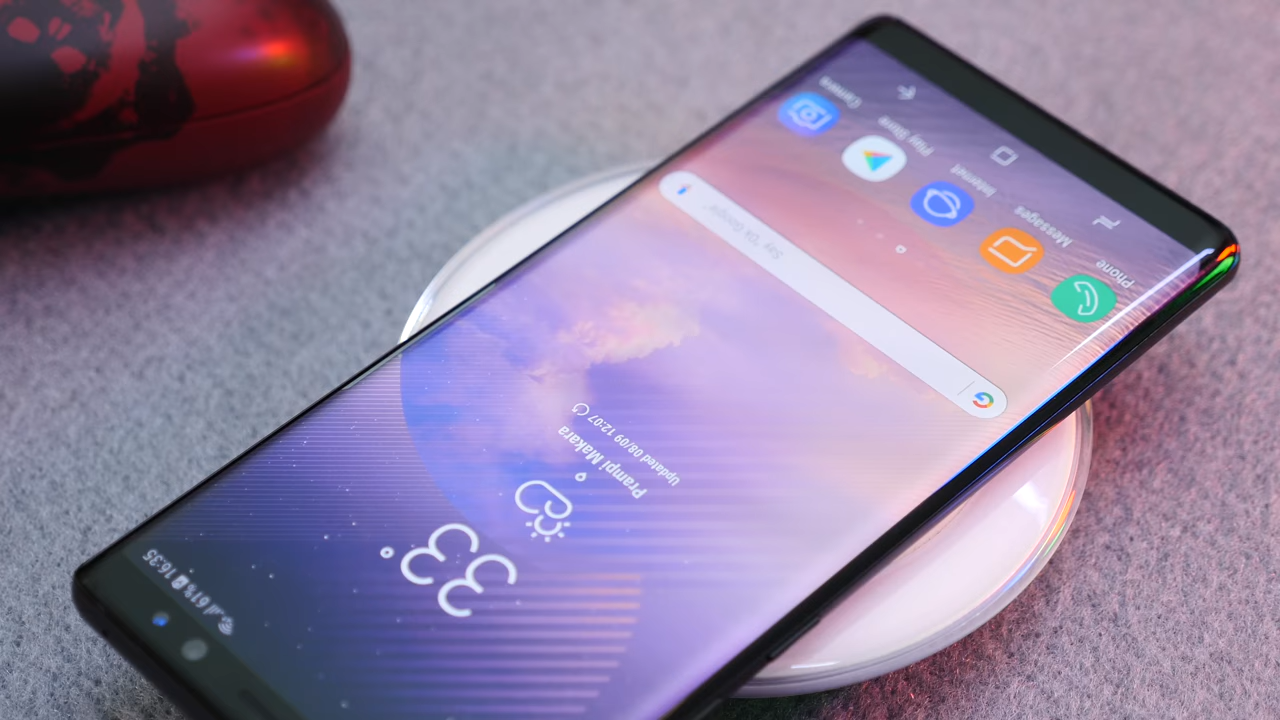 61% 16:35
33°
Prampi Makara
Updated 08/09 12:07
Say "Ok Google"
Phone
Messages
Internet
Play Store
Camera